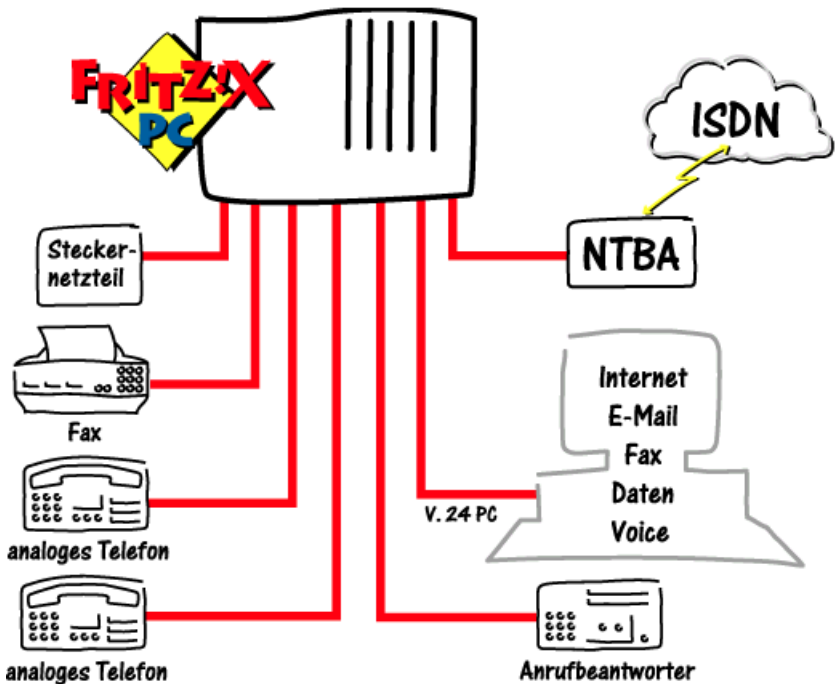 FRITZ!X
PC
ISDN
Stecker-
netzteil
NTBA
Fax
Internet
E-Mail
Fax
Daten
Voice
V. 24 PC
analoges Telefon
analoges Telefon
Anrufbeantworter